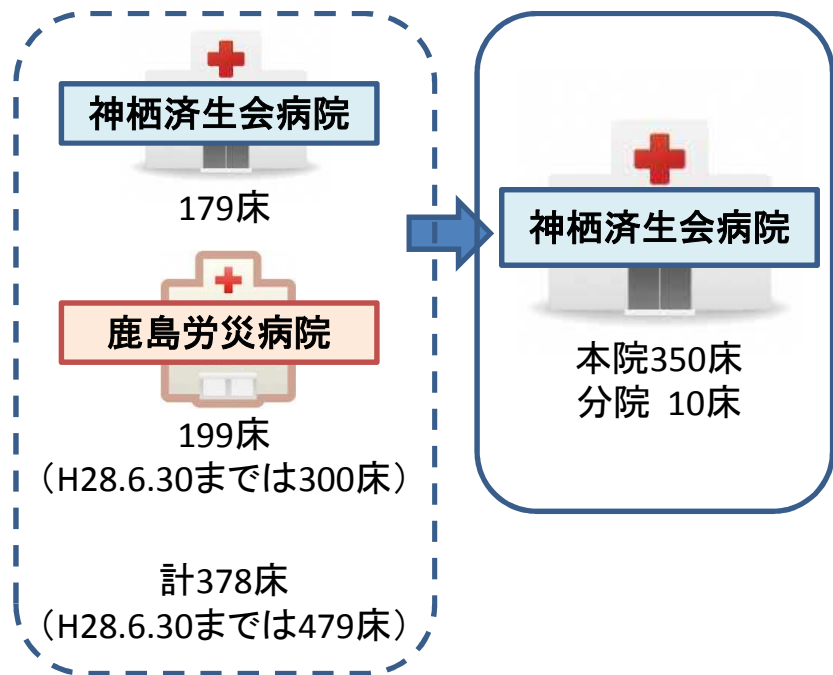 神栖済生会病院
179床
鹿島労災病院
199床
（H28.6.30までは300床）
計378床
（H28.6.30までは479床）
神栖済生会病院
本院350床
分院 10床